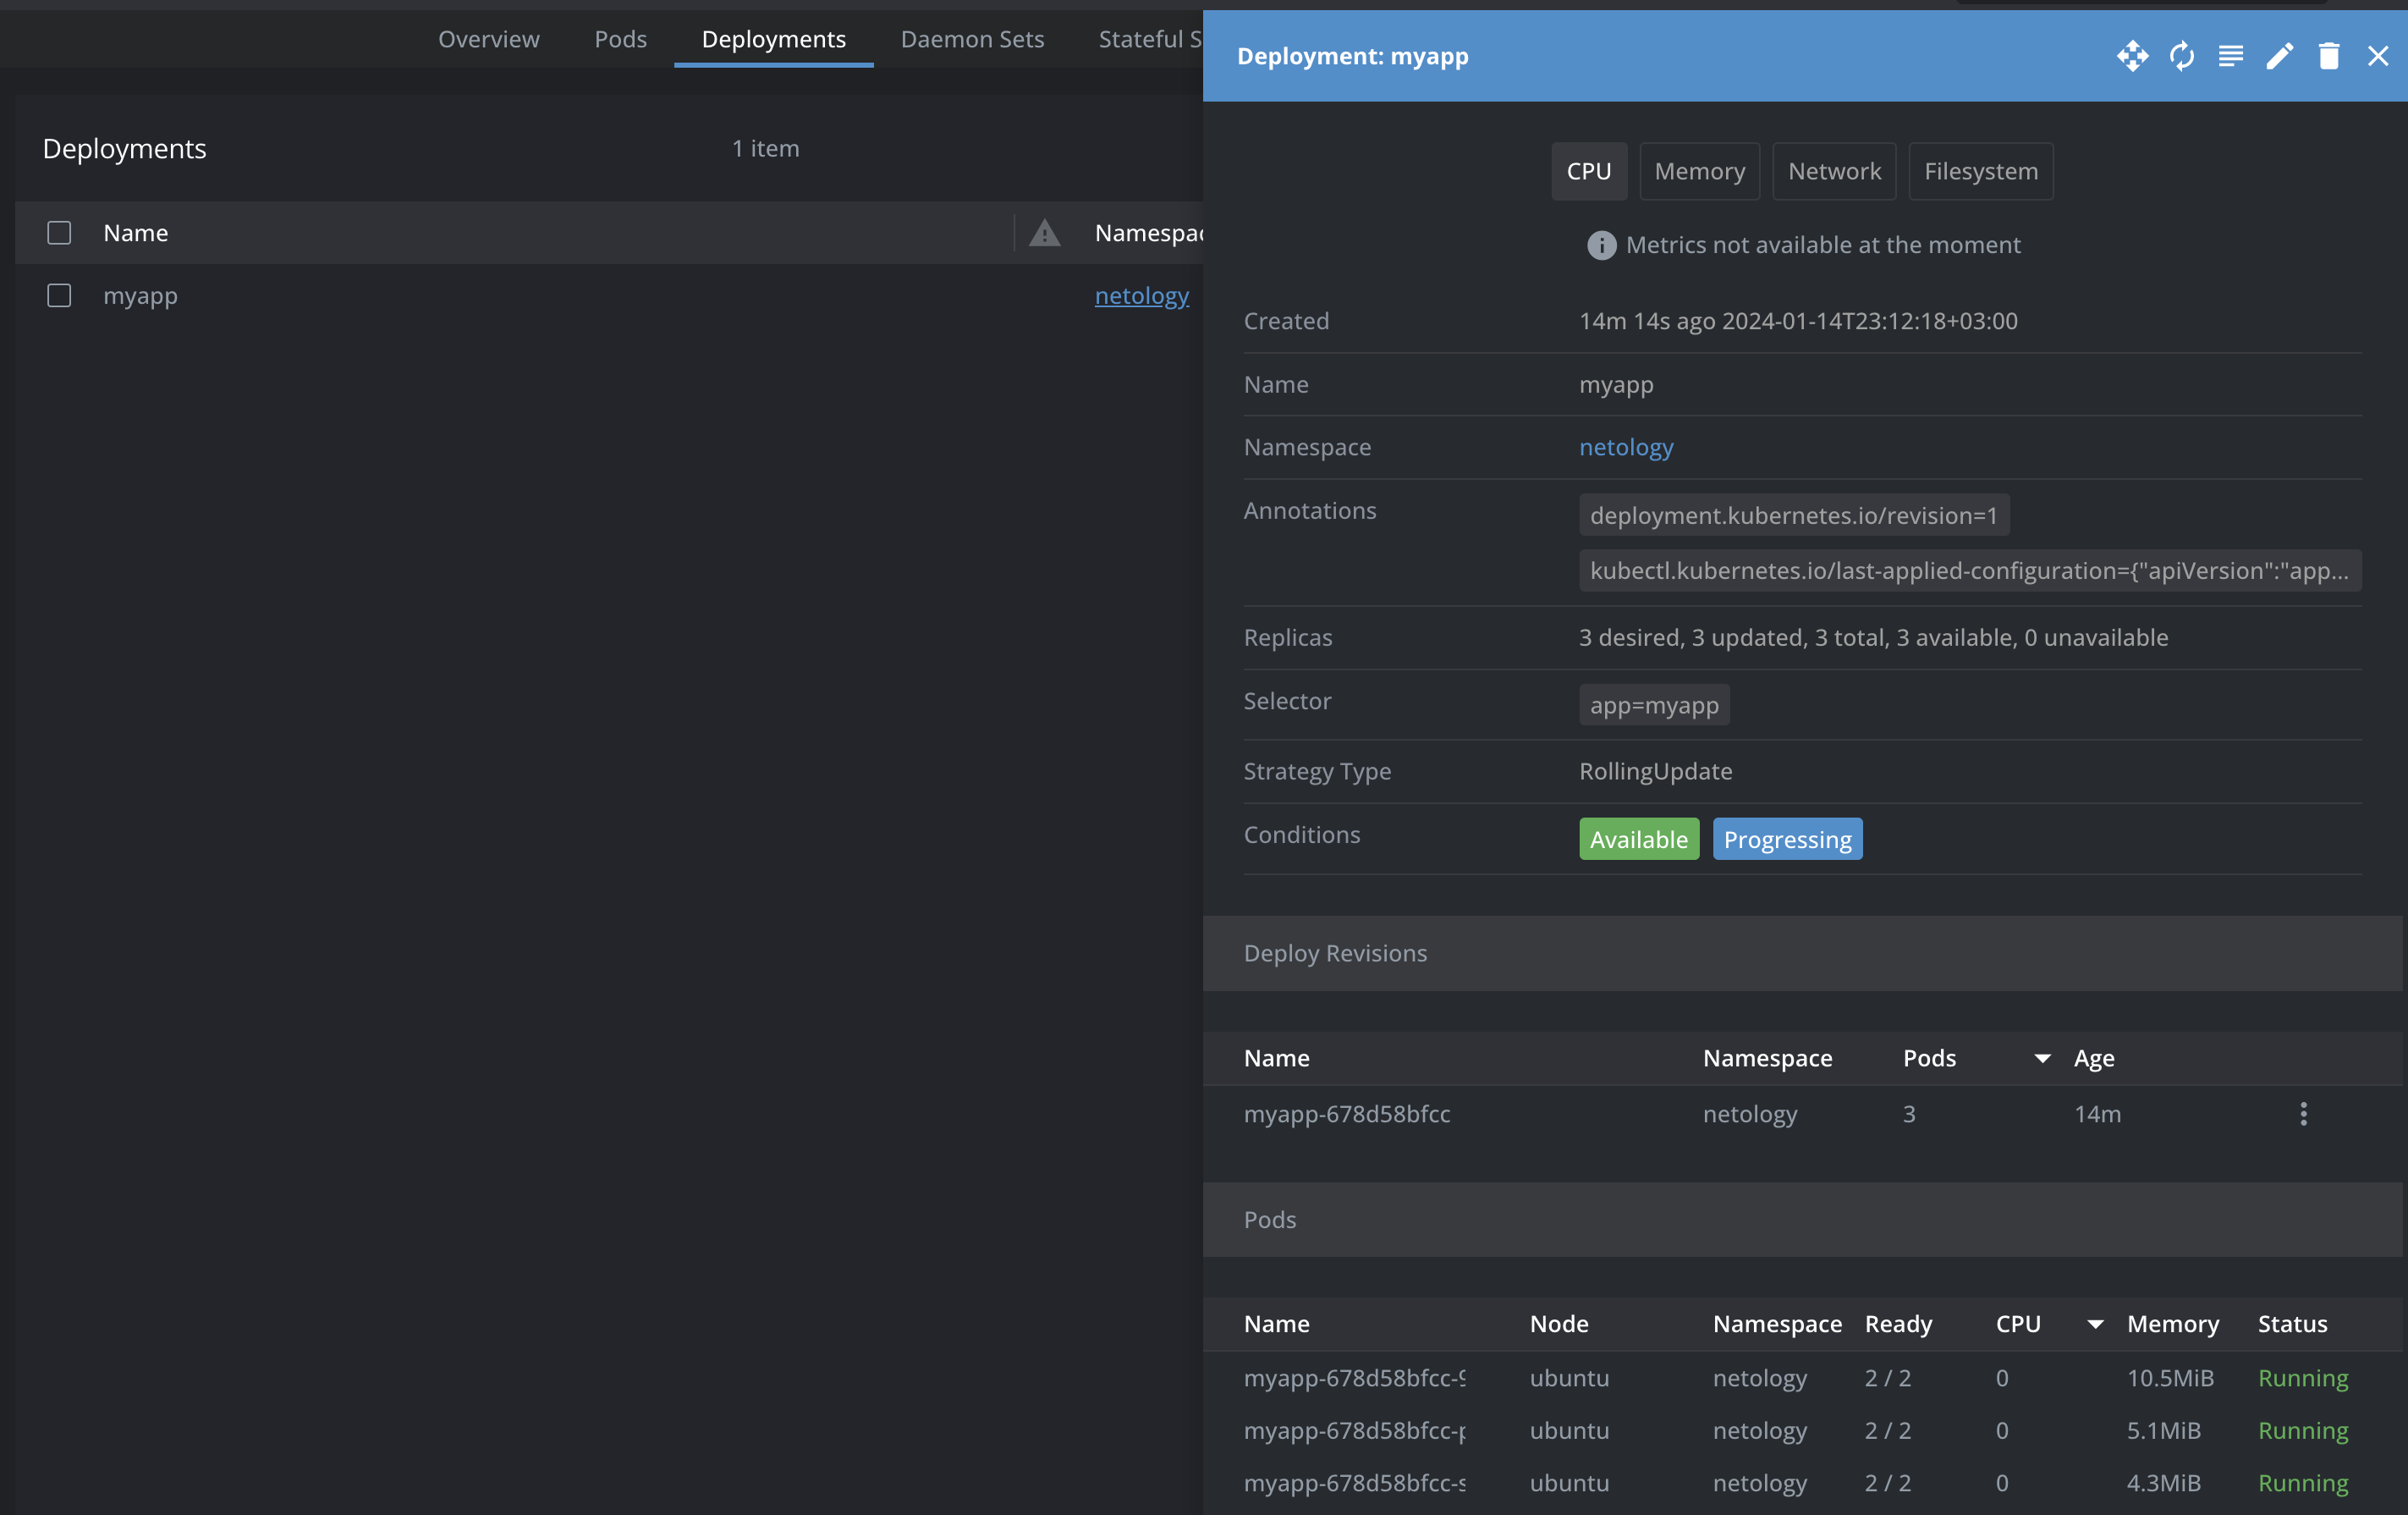 Overview Pods Deployments Daemon Sets Stateful S
Deployments 1 item
Name Namespac
myapp netology
Deployment: myapp
CPU Memory Network Filesystem
Metrics not available at the moment
Created 14m 14s ago 2024-01-14T23:12:18+03:00
Name myapp
Namespace netology
Annotations deployment.kubernetes.io/revision=1
kubectl.kubernetes.io/last-applied-configuration={"apiVersion":"app...
Replicas 3 desired, 3 updated, 3 total, 3 available, 0 unavailable
Selector app=myapp
Strategy Type RollingUpdate
Conditions Available Progressing
Deploy Revisions
Name Namespace Pods Age
myapp-678d58bfcc netology 3 14m
Pods
Name Node Namespace Ready CPU Memory Status
myapp-678d58bfcc-9 ubuntu netology 2 / 2 0 10.5MiB Running
myapp-678d58bfcc-p ubuntu netology 2 / 2 0 5.1MiB Running
myapp-678d58bfcc-s ubuntu netology 2 / 2 0 4.3MiB Running